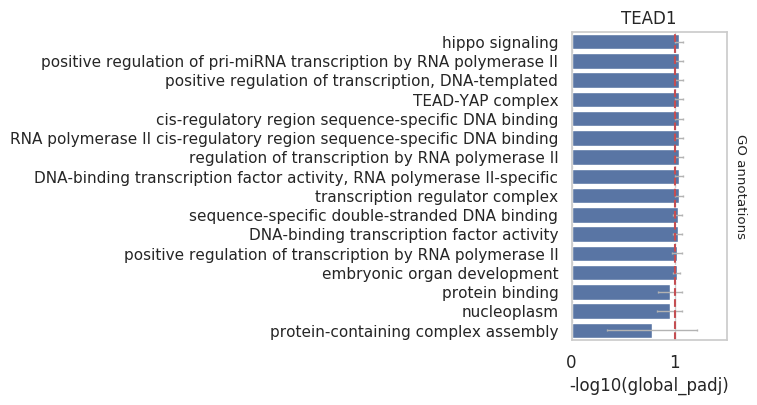 TEAD1
hippo signaling
positive regulation of pri-miRNA transcription by RNA polymerase II
positive regulation of transcription, DNA-templated
TEAD-YAP complex
cis-regulatory region sequence-specific DNA binding
RNA polymerase II cis-regulatory region sequence-specific DNA binding
regulation of transcription by RNA polymerase II
DNA-binding transcription factor activity, RNA polymerase II-specific
transcription regulator complex
sequence-specific double-stranded DNA binding
DNA-binding transcription factor activity
positive regulation of transcription by RNA polymerase II
embryonic organ development
protein binding
nucleoplasm
protein-containing complex assembly
GO annotations
0 1
-log10(global_padj)